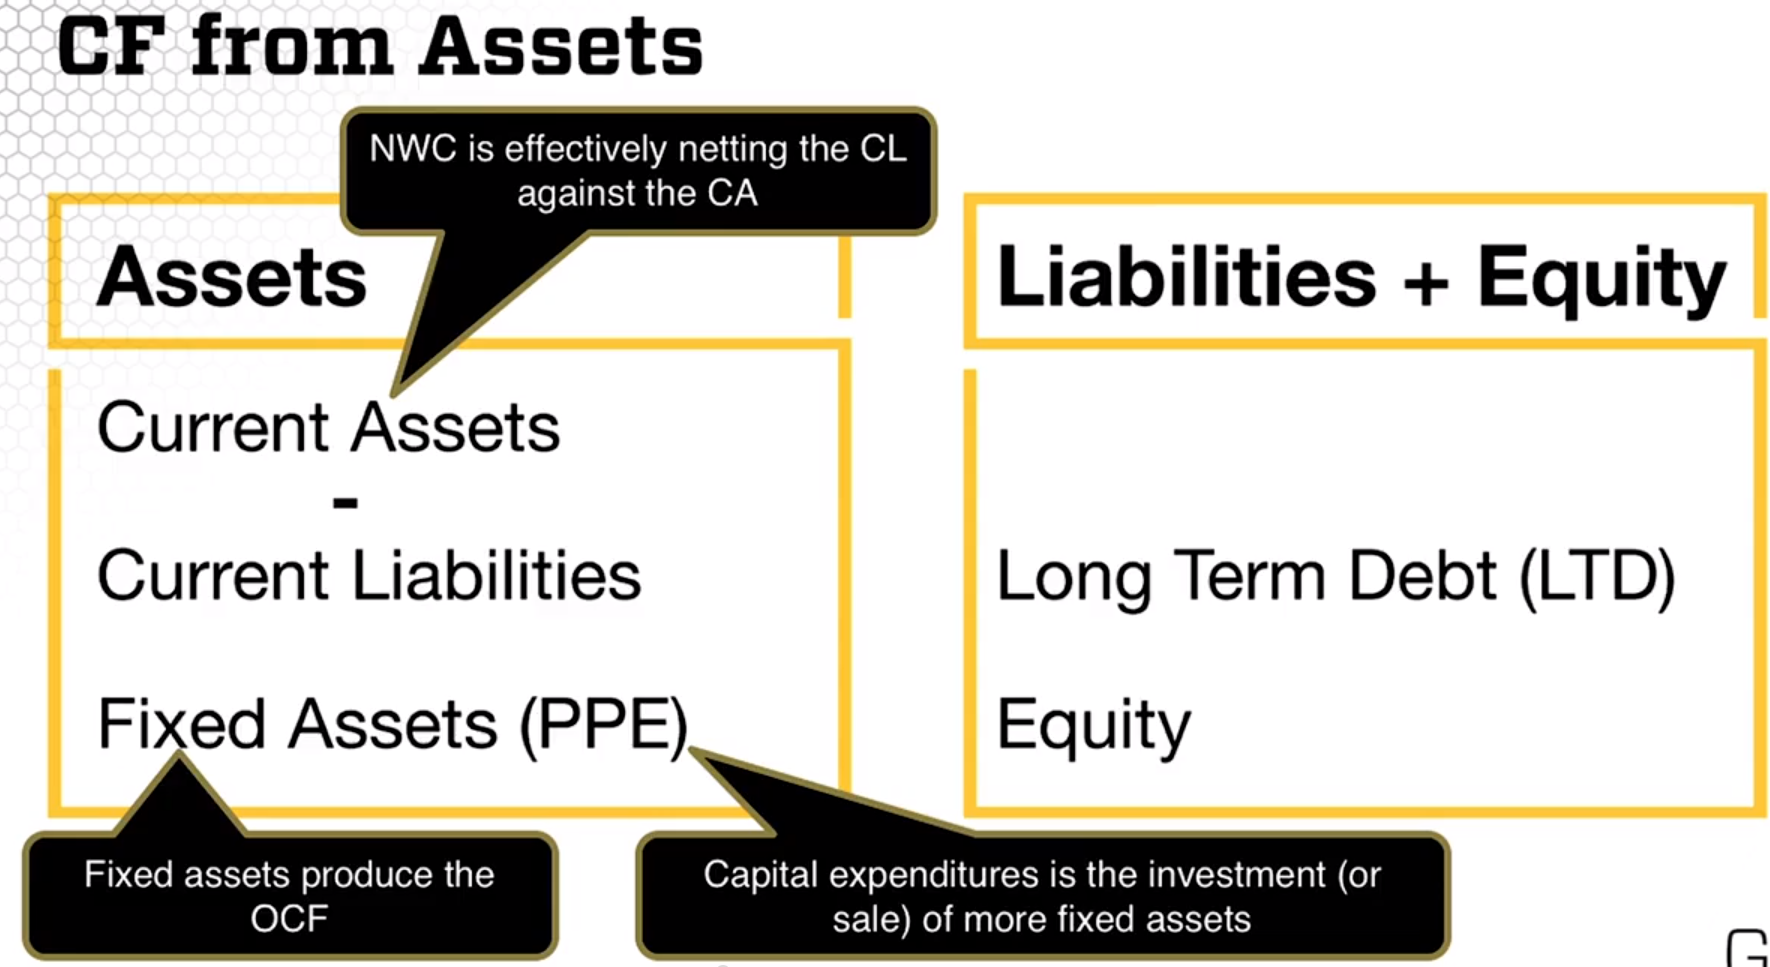 CF from Assets
NWC is effectively netting the CL
against the CA
Assets
Current Assets
-
Current Liabilities
Fixed Assets (PPE)
Fixed assets produce the
OCF
Capital expenditures is the investment (or
sale) of more fixed assets
Liabilities + Equity
Long Term Debt (LTD)
Equity
G